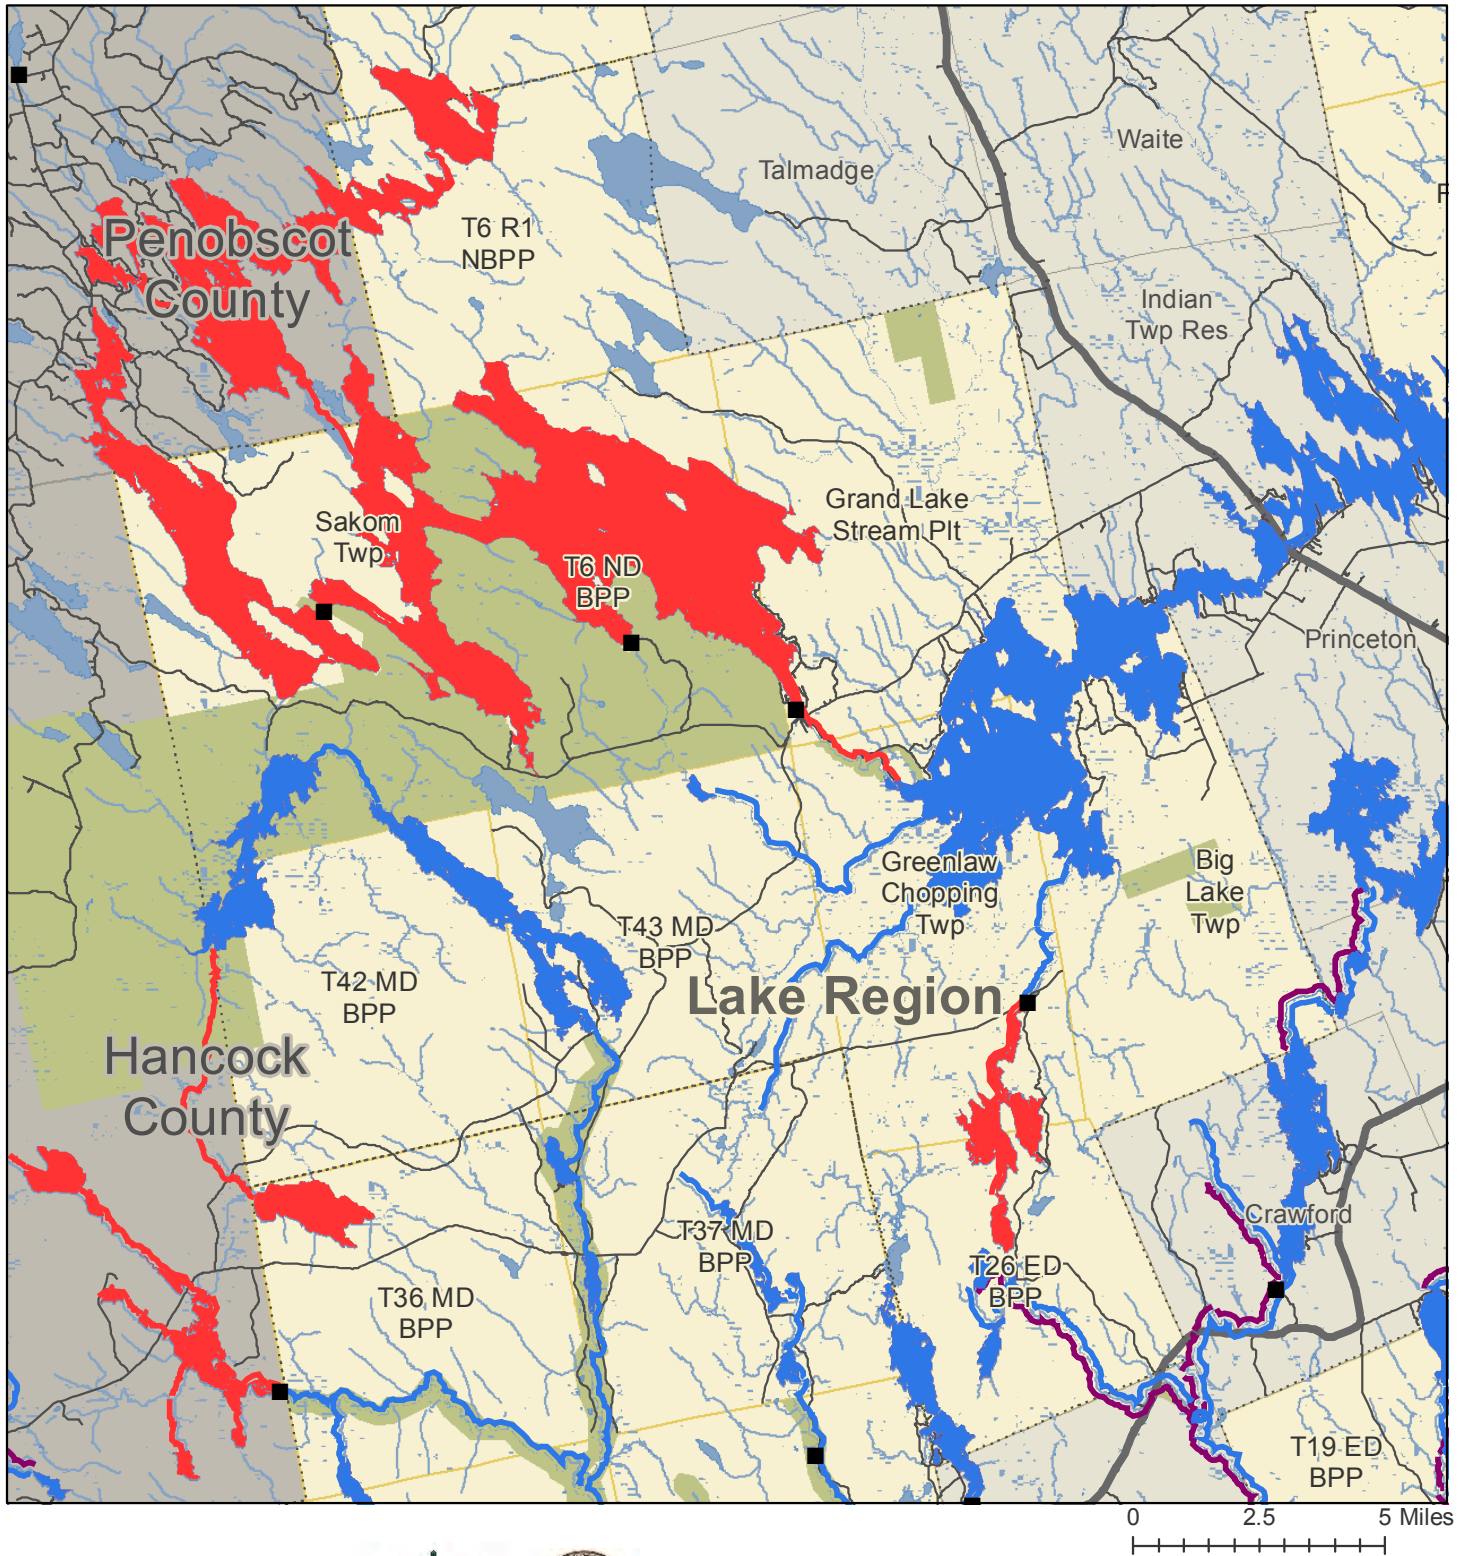 Waite
Talmadge
F
T6 R1
NBPP
Penobscot
County
Indian
Twp Res
Grand Lake
Stream Plt
Sakom
Twp
T6 ND
BPP
Princeton
Greenlaw
Chopping
Twp
Big
Lake
Twp
T43 MD
BPP
T42 MD
BPP
Lake Region
Hancock
County
Crawford
T37 MD
BPP
T26 ED
BPP
T36 MD
BPP
T19 ED
BPP
0 2.5 5 Miles